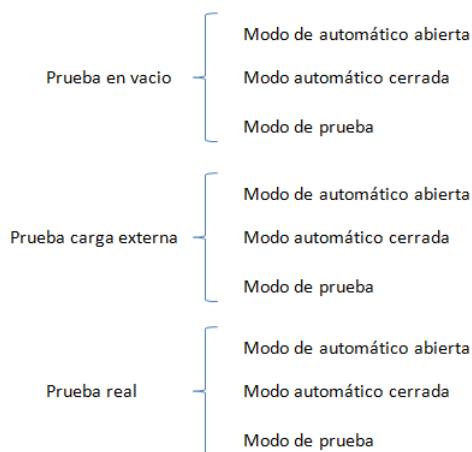 Modo de automático abierta
Prueba en vacio
Modo automático cerrada
Modo de prueba
Modo de automático abierta
Prueba carga externa
Modo automático cerrada
Modo de prueba
Modo de automático abierta
Prueba real
Modo automático cerrada
Modo de prueba